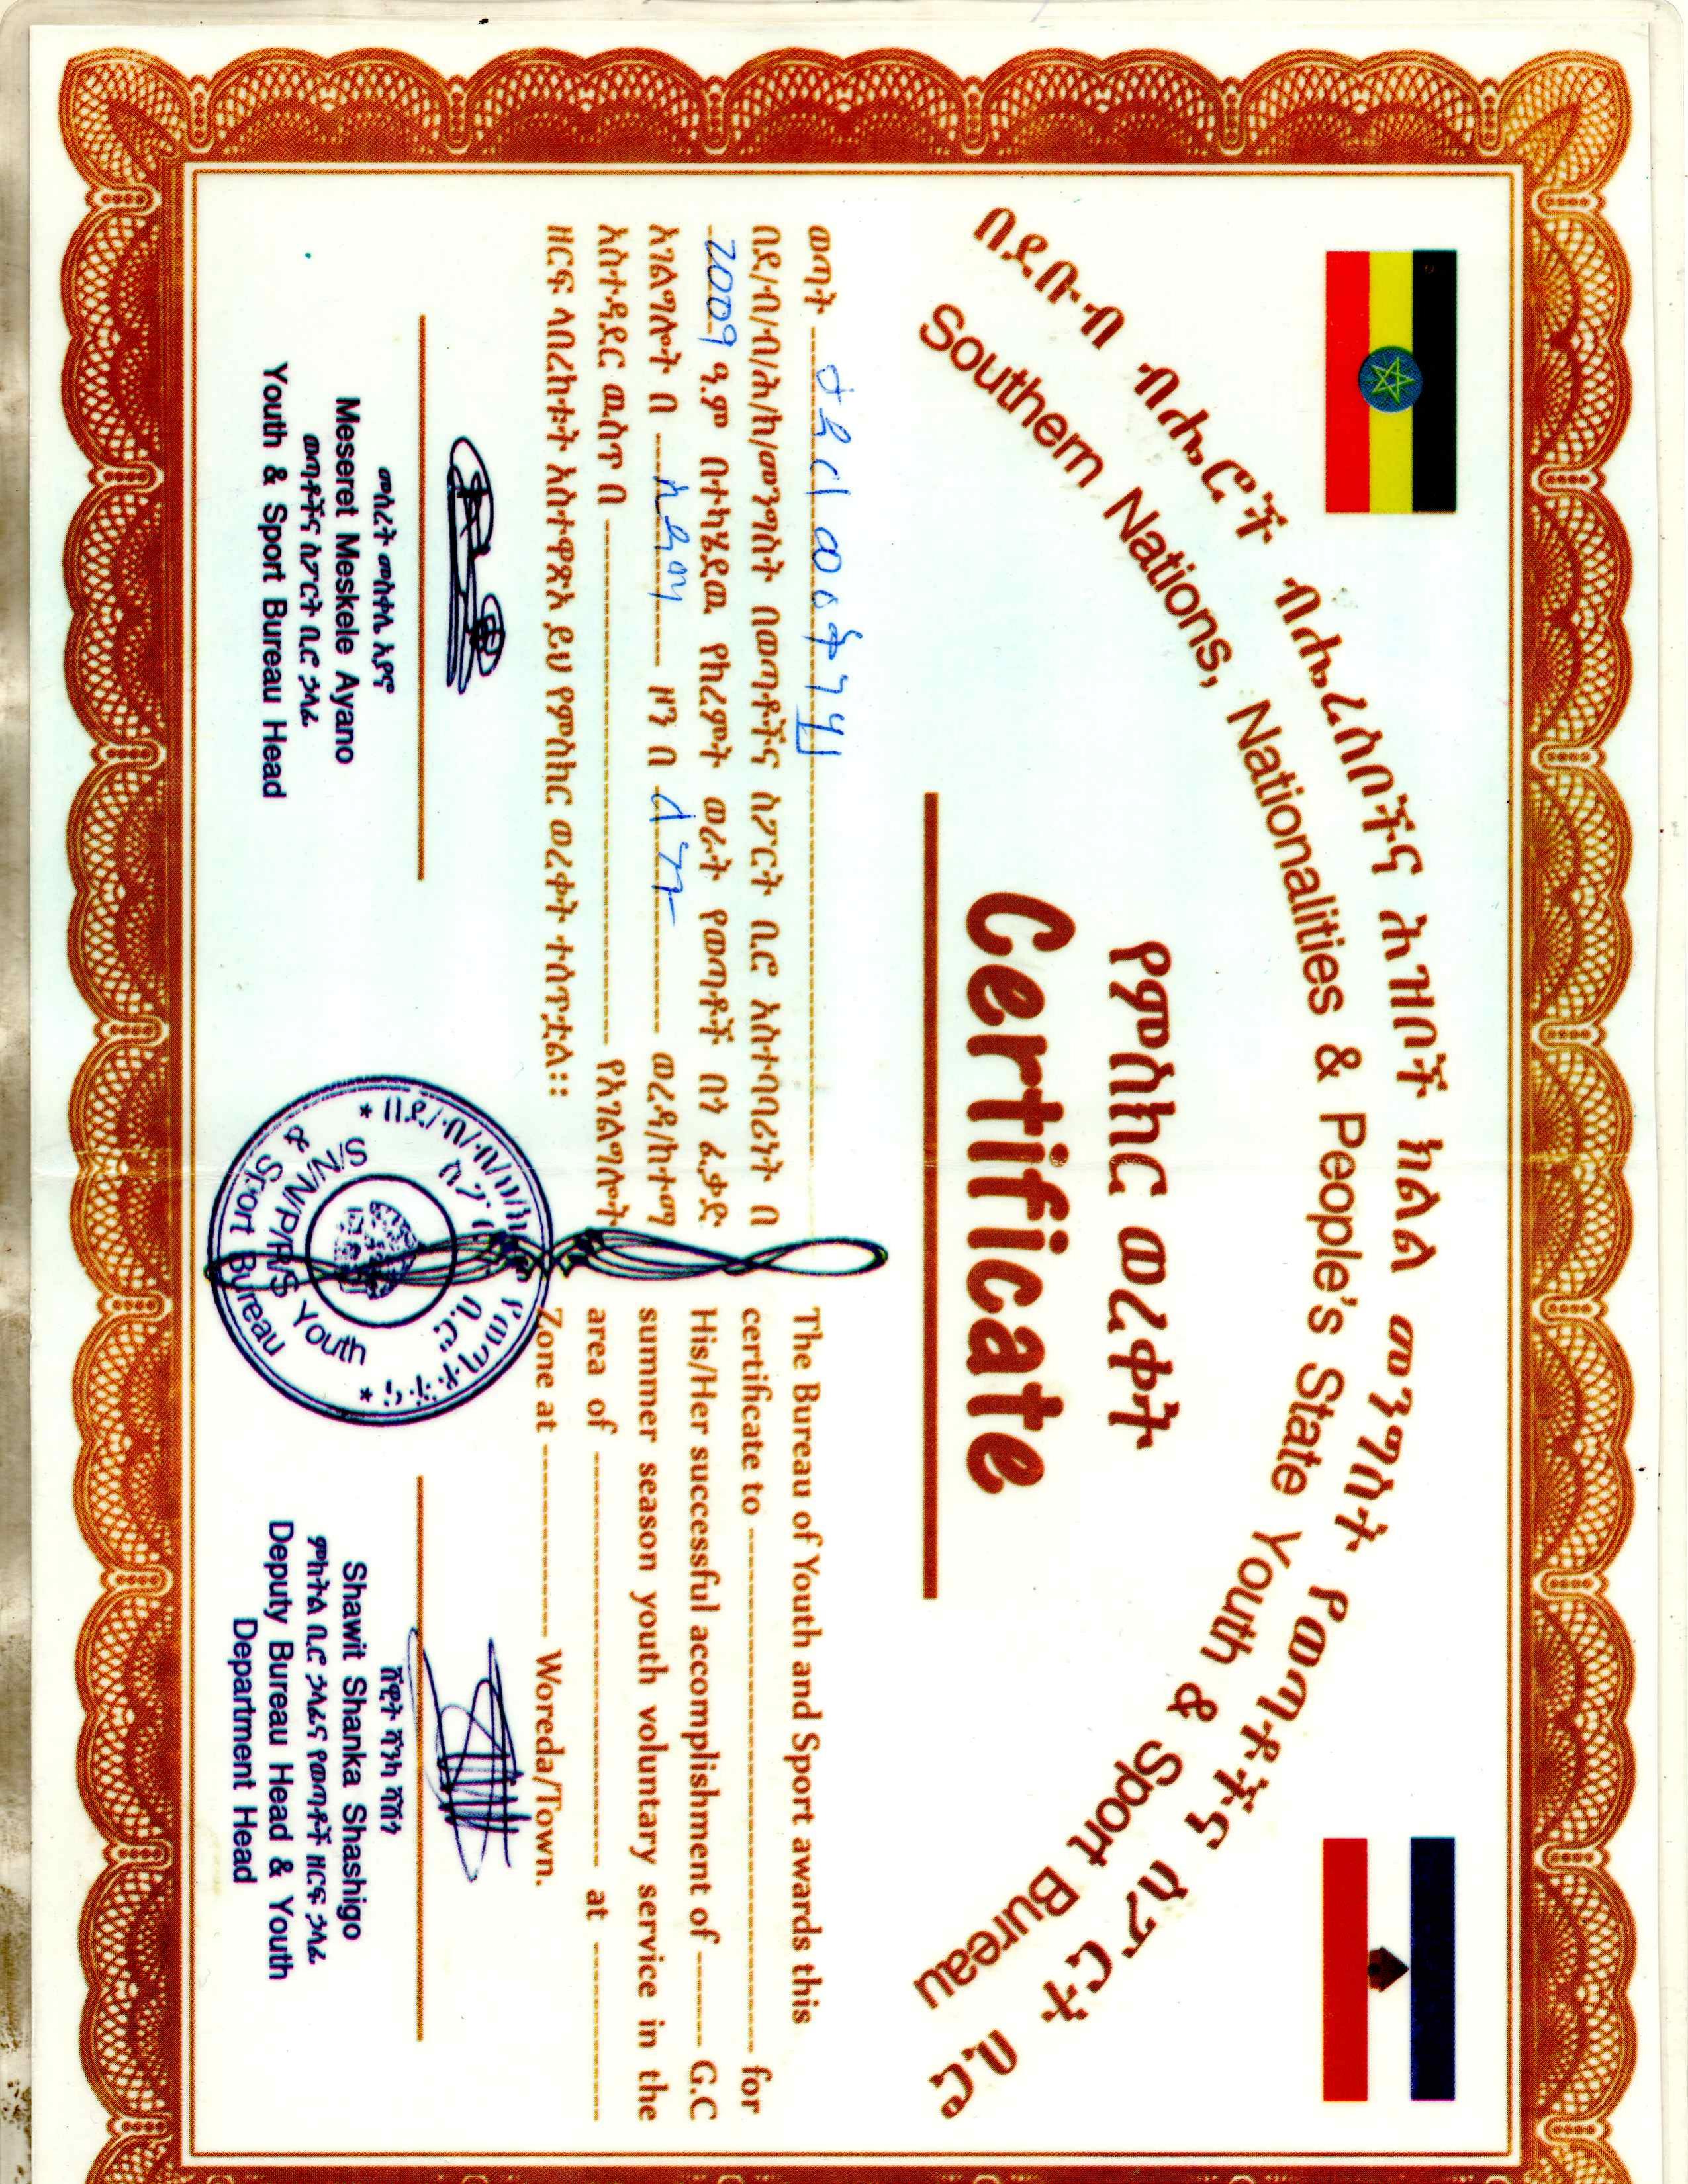 በደቡብ ብሔሮች ብሔረሰቦችና ሕዝቦች ክልል መንግስት የወጣቶችና ስፖርት ቢሮ
Southern Nations, Nationalities & People's State Youth & Sport Bureau
የምስክር ወረቀት
Certificate
ወጣት
በደ/ብ/ብ/ሕ/ክ/መንግስት በወጣቶችና ስፖርት ቢሮ አስተባባሪነት በ
2009 ዓ.ም በተካሄደው የክረምት ወራት የወጣቶች በጎ ፈቃድ
አገልግሎት በ ሲዳማ ዞን በ ወረዳ/ከተማ
አስተዳደር ውስጥ በ የአገልግሎት
ዘርፍ ላበረከቱት አስተዋጽኦ ይህ የምስክር ወረቀት ተሰጥቷል፡፡
The Bureau of Youth and Sport awards this
certificate to for
His/Her successful accomplishment of G.C
summer season youth voluntary service in the
area of at
Zone at Woreda/Town.
መሰረት መስቀሌ አያኖ
Meseret Meskele Ayano
ወጣቶችና ስፖርት ቢሮ ኃላፊ
Youth & Sport Bureau Head
በደ/ብ/ብ/ህ/ክ የወጣቶችና
ስፖርት ቢሮ
S/N/N/P/R/S Youth
& Sport Bureau
ሻዊት ሻንካ ሻሽጎ
Shawit Shanka Shashigo
ምክትል ቢሮ ኃላፊና የወጣቶች ዘርፍ ኃላፊ
Deputy Bureau Head & Youth
Department Head